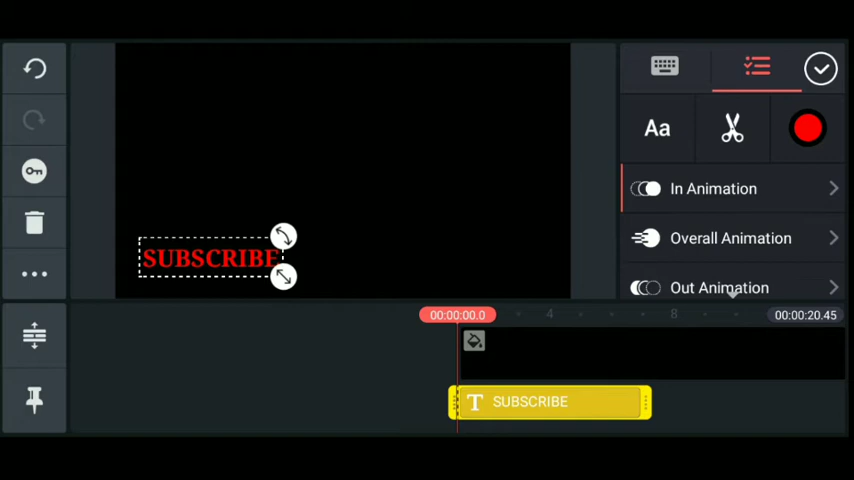 Aa
In Animation
SUBSCRIBE
Overall Animation
Out Animation
00:00:00.0
4
8
00:00:20.45
T SUBSCRIBE